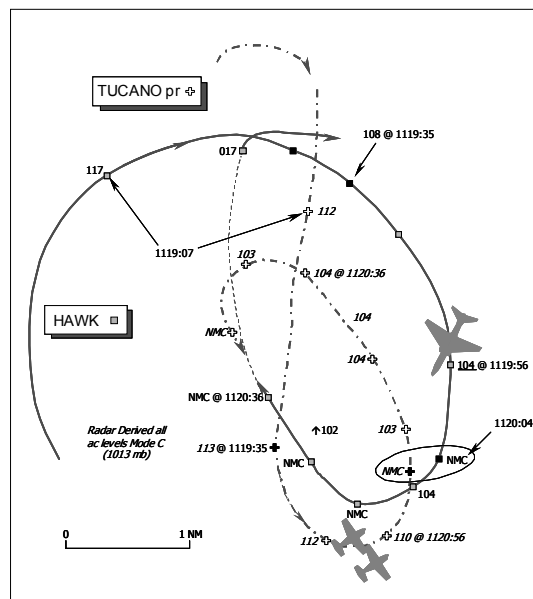 TUCANO pr
017
108 @ 1119:35
117
112
1119:07
103
104 @ 1120:36
HAWK
104
NMC
104
104 @ 1119:56
NMC @ 1120:36
Radar Derived all
ac levels Mode C
(1013 mb)
↑102
103
1120:04
113 @ 1119:35
NMC
NMC
NMC
104
0
1 NM
NMC
112
110 @ 1120:56